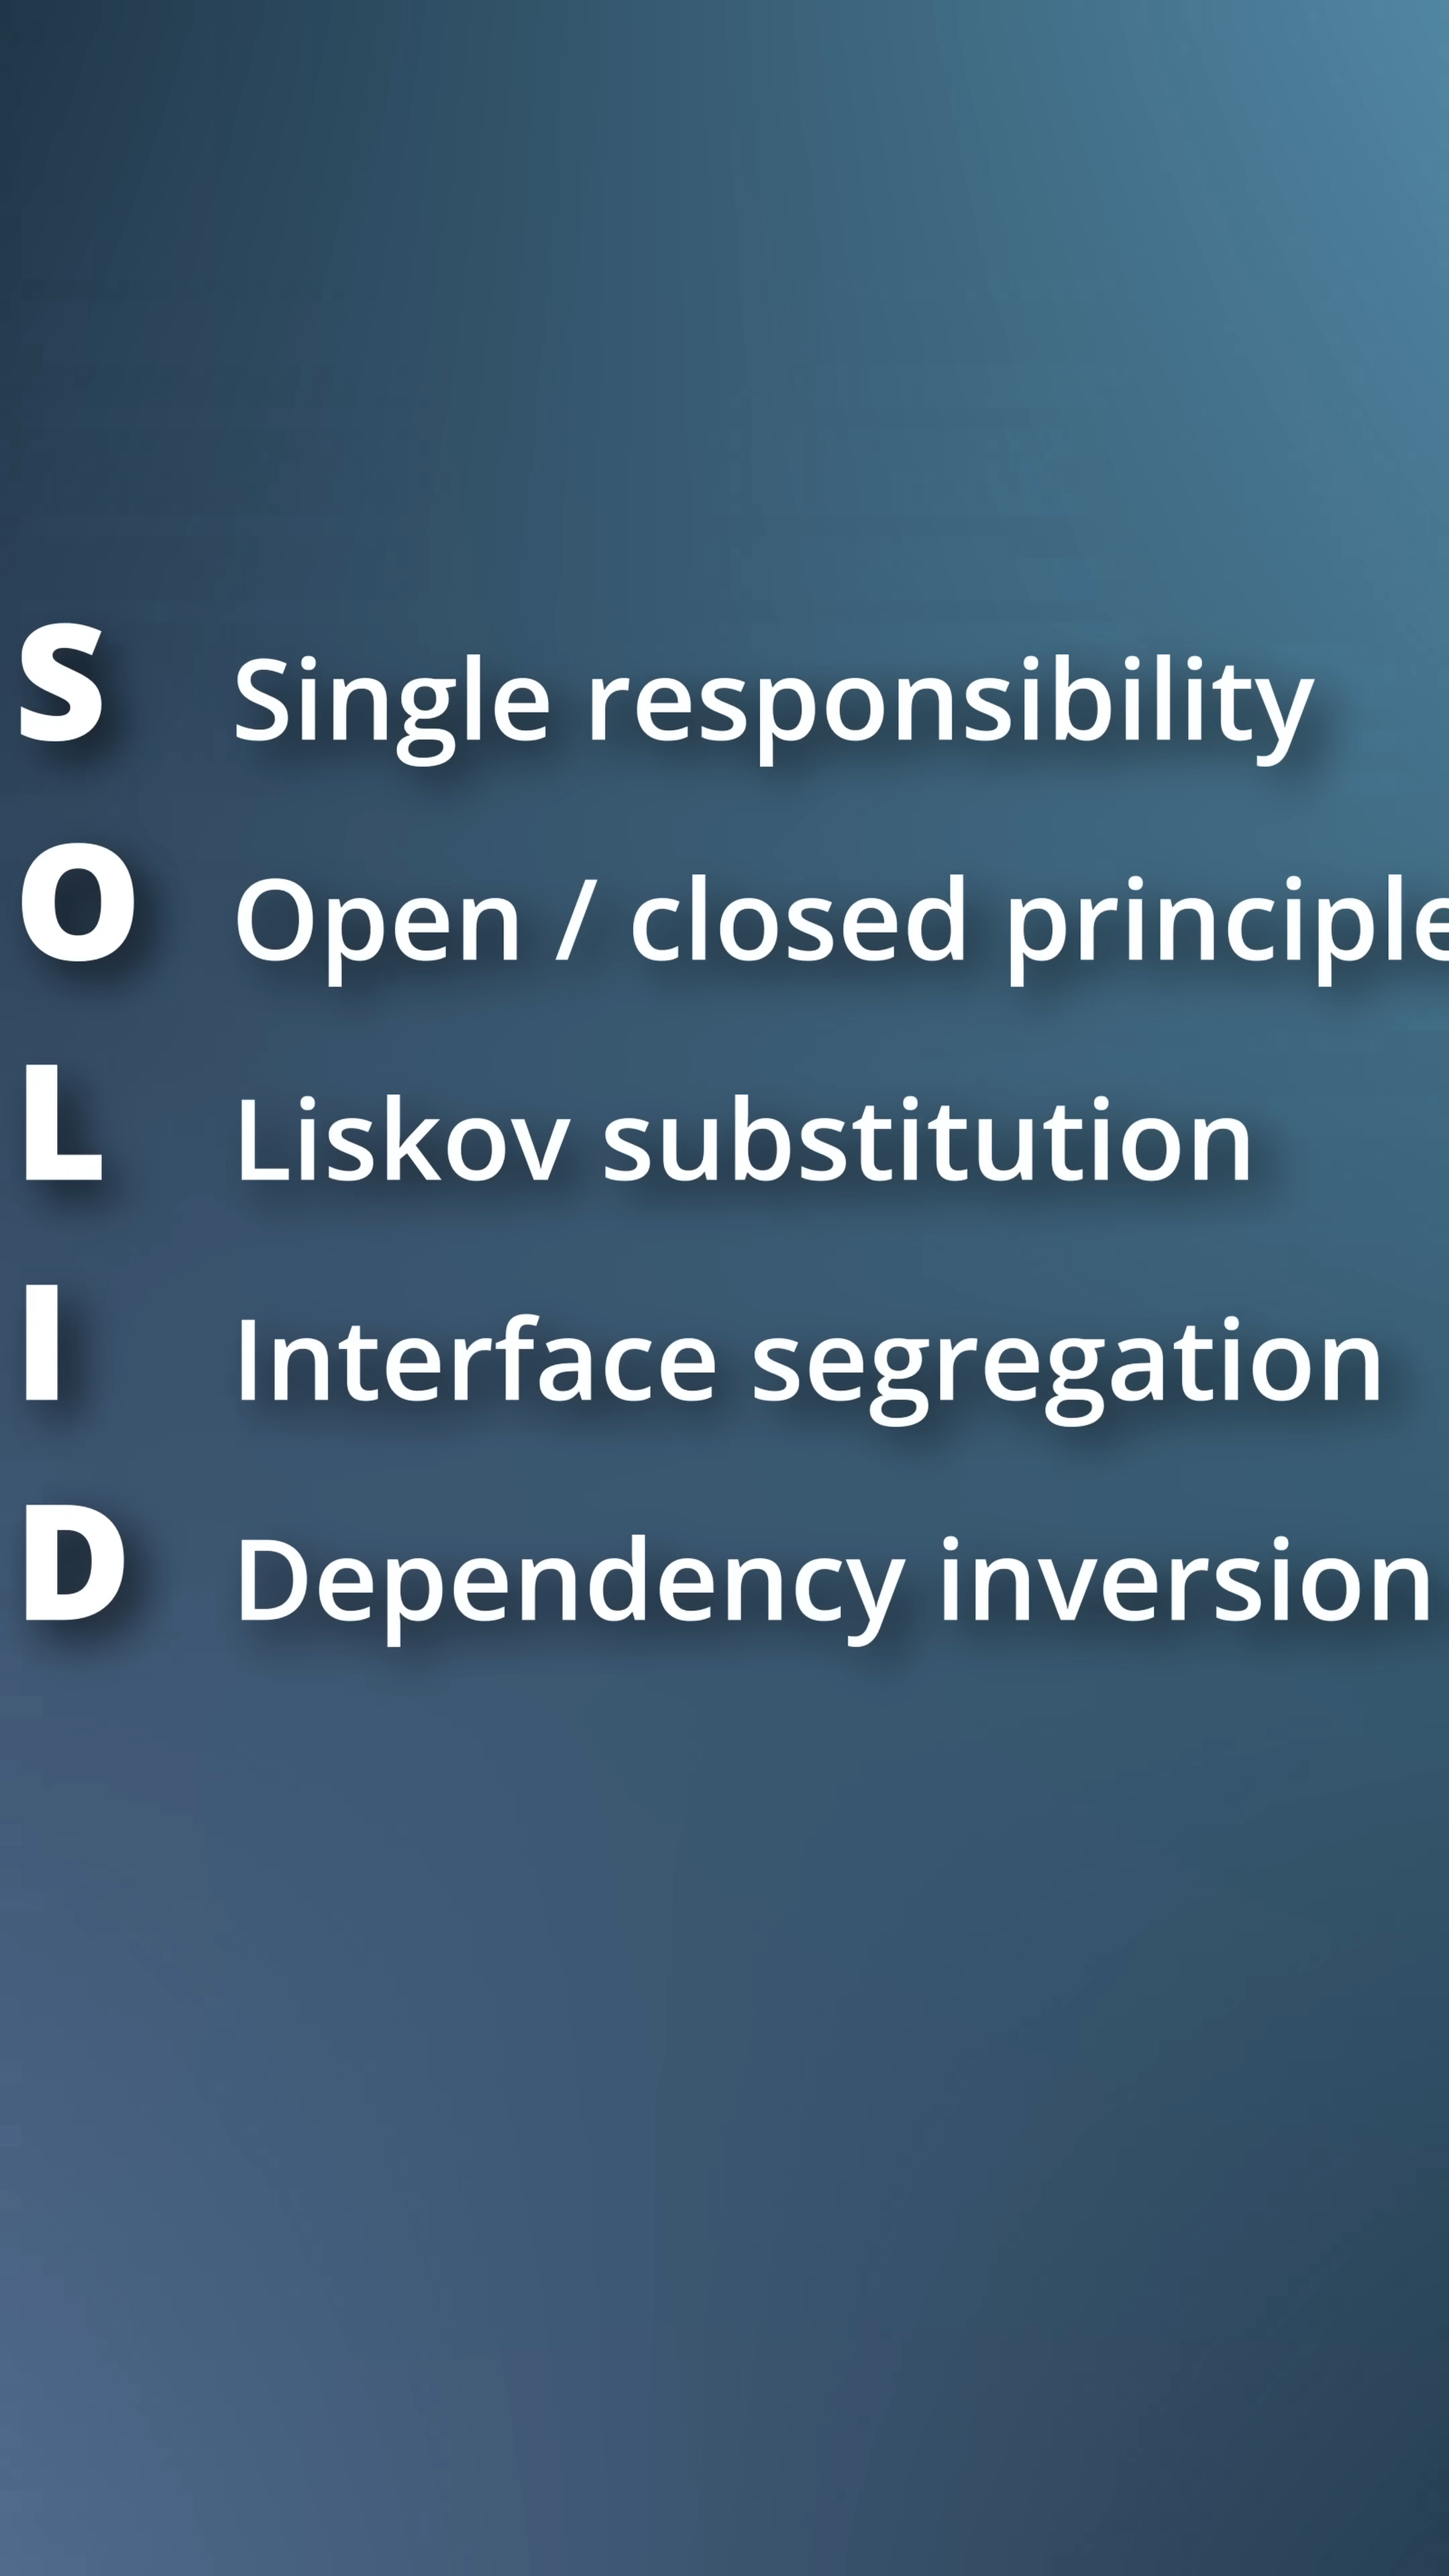 S Single responsibility
O Open / closed principle
L Liskov substitution
I Interface segregation
D Dependency inversion